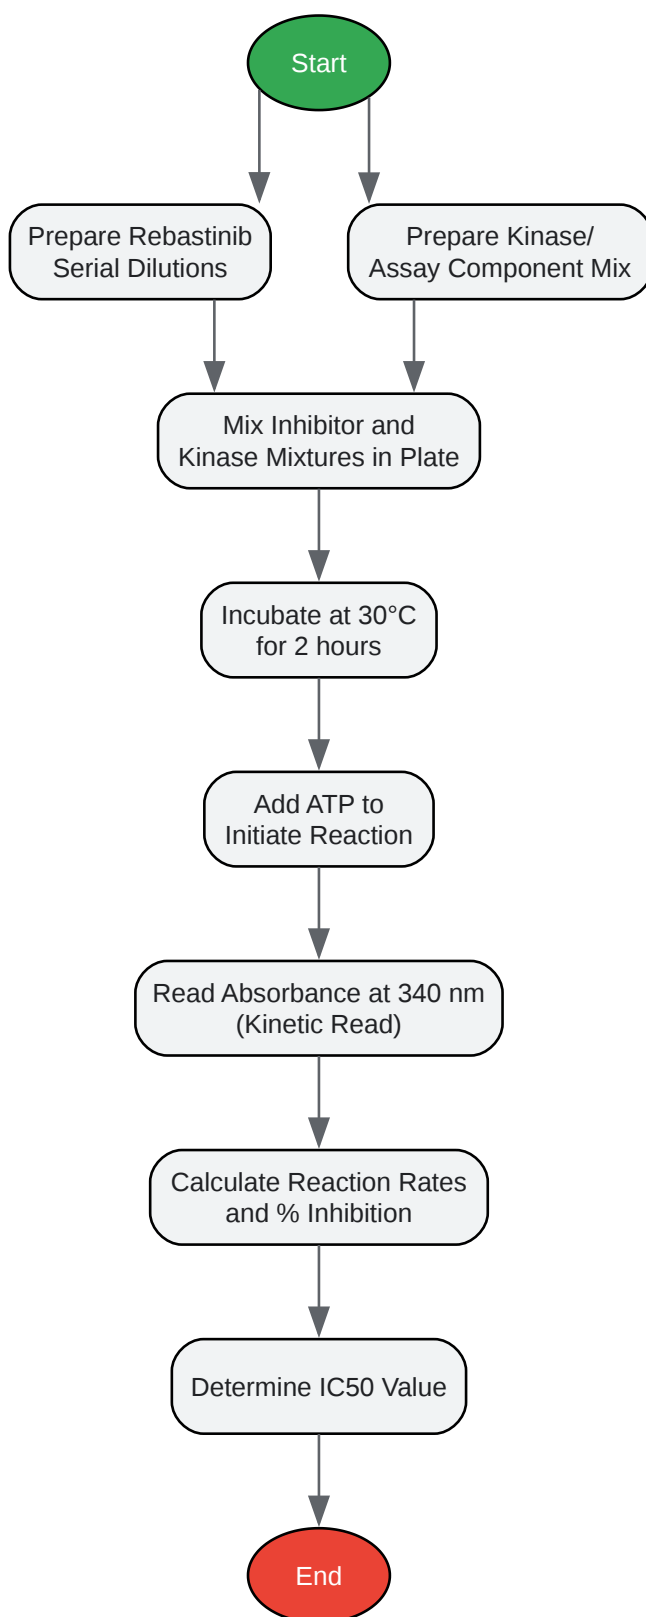 Start
Prepare Rebastinib
Serial Dilutions
Prepare Kinase/
Assay Component Mix
Mix Inhibitor and
Kinase Mixtures in Plate
Incubate at 30°C
for 2 hours
Add ATP to
Initiate Reaction
Read Absorbance at 340 nm
(Kinetic Read)
Calculate Reaction Rates
and % Inhibition
Determine IC50 Value
End